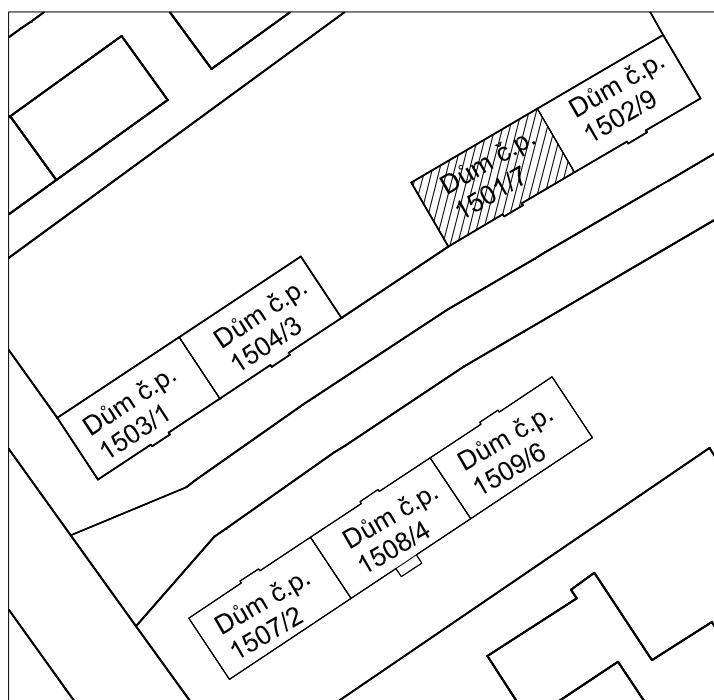 Dům č.p.
1502/9
Dům č.p.
1501/7
Dům č.p.
1504/3
Dům č.p.
1503/1
Dům č.p.
1509/6
Dům č.p.
1508/4
Dům č.p.
1507/2